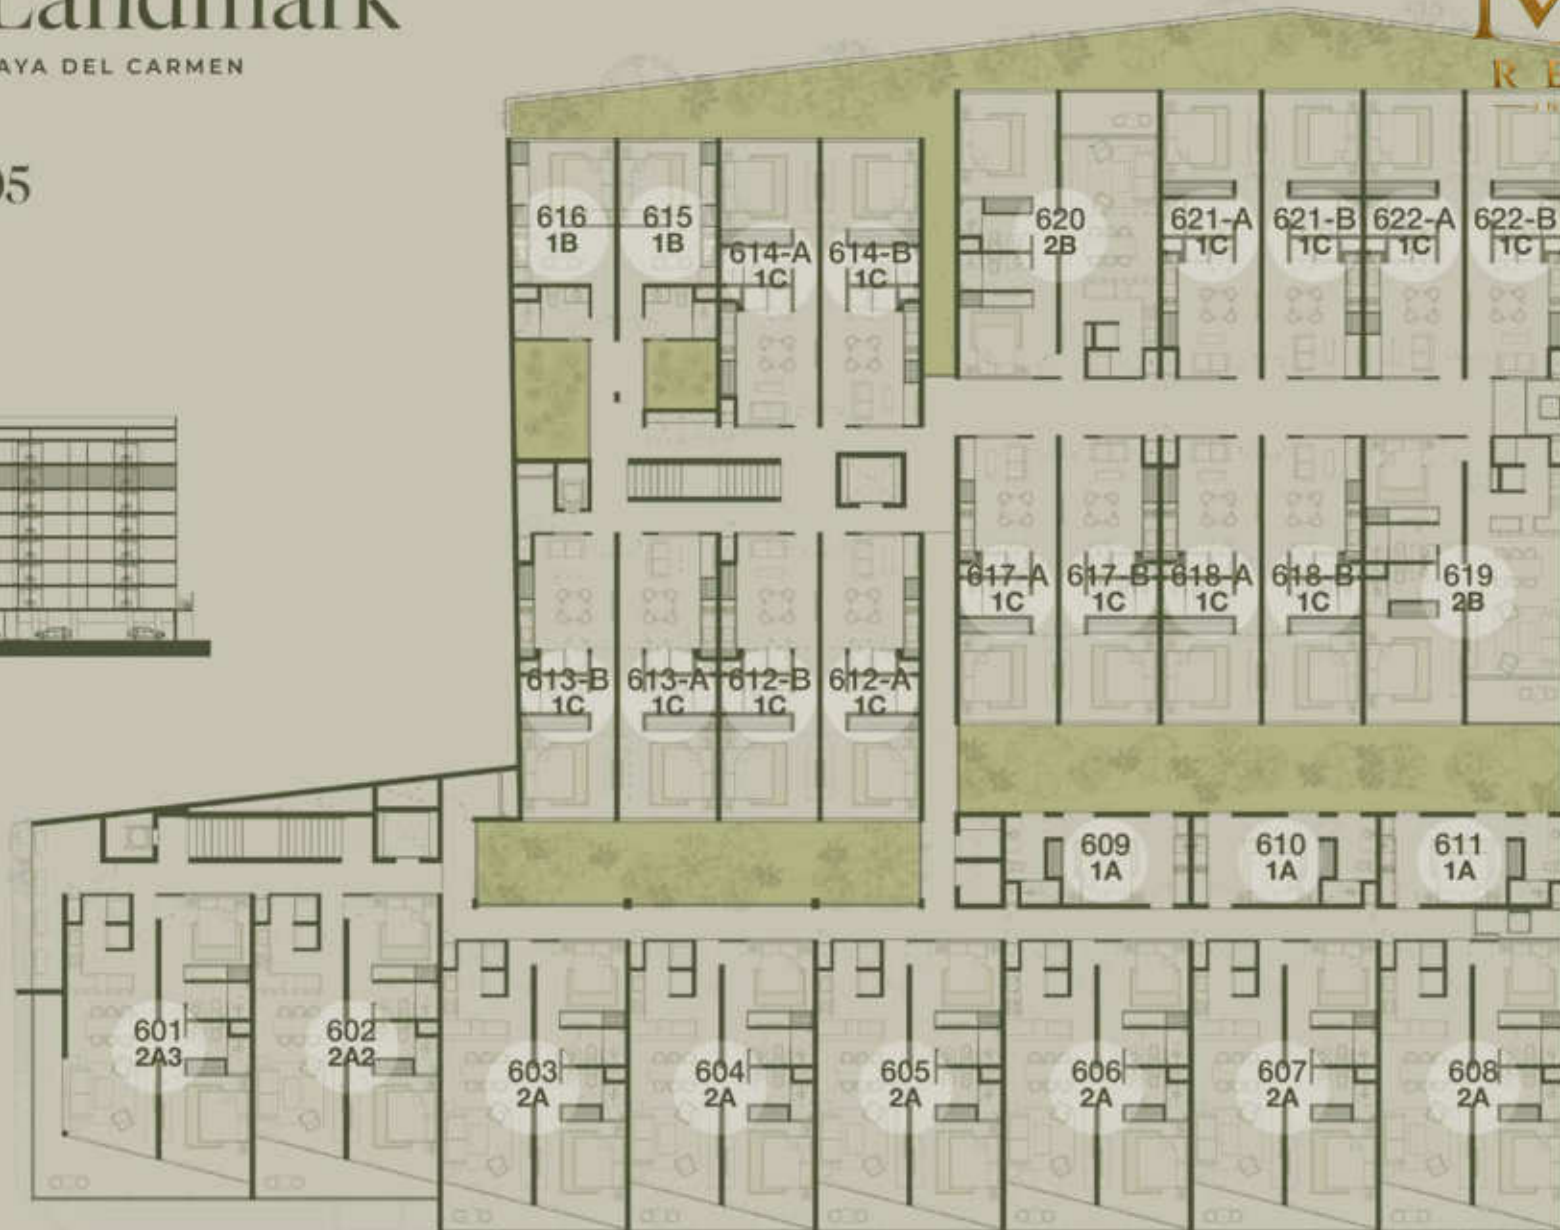 Landmark
AYA DEL CARMEN
05
616
1B
615
1B
614-A
1C
614-B
1C
620
2B
621-A
1C
621-B
1C
622-A
1C
622-B
1C
617-A
1C
617-B
1C
618-A
1C
618-B
1C
619
2B
613-B
1C
613-A
1C
612-B
1C
612-A
1C
609
1A
610
1A
611
1A
601
2A3
602
2A2
603
2A
604
2A
605
2A
606
2A
607
2A
608
2A